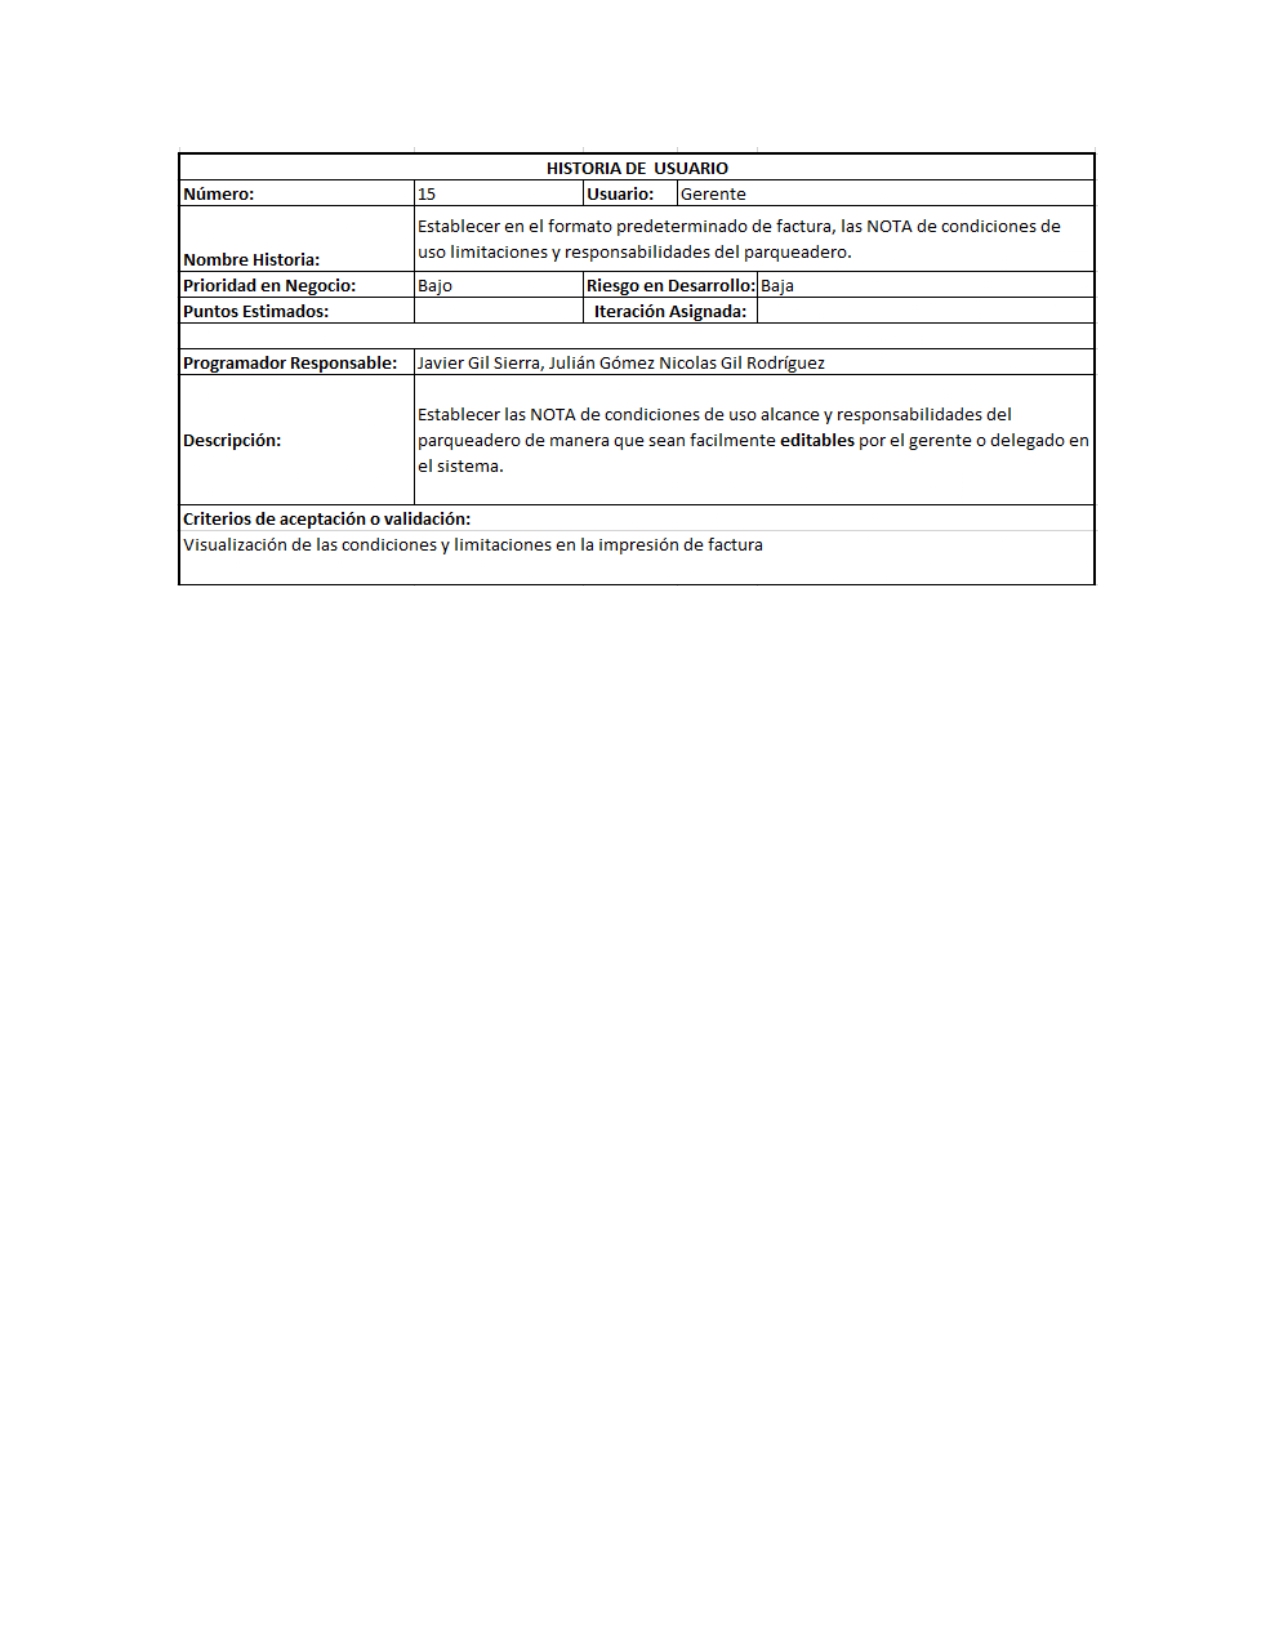 HISTORIA DE USUARIO
Número: 15 Usuario: Gerente
Nombre Historia: Establecer en el formato predeterminado de factura, las NOTA de condiciones de
uso limitaciones y responsabilidades del parqueadero.
Prioridad en Negocio: Bajo Riesgo en Desarrollo: Baja
Puntos Estimados: Iteración Asignada:
Programador Responsable: Javier Gil Sierra, Julián Gómez Nicolas Gil Rodríguez
Descripción: Establecer las NOTA de condiciones de uso alcance y responsabilidades del
parqueadero de manera que sean facilmente editables por el gerente o delegado en
el sistema.
Criterios de aceptación o validación:
Visualización de las condiciones y limitaciones en la impresión de factura